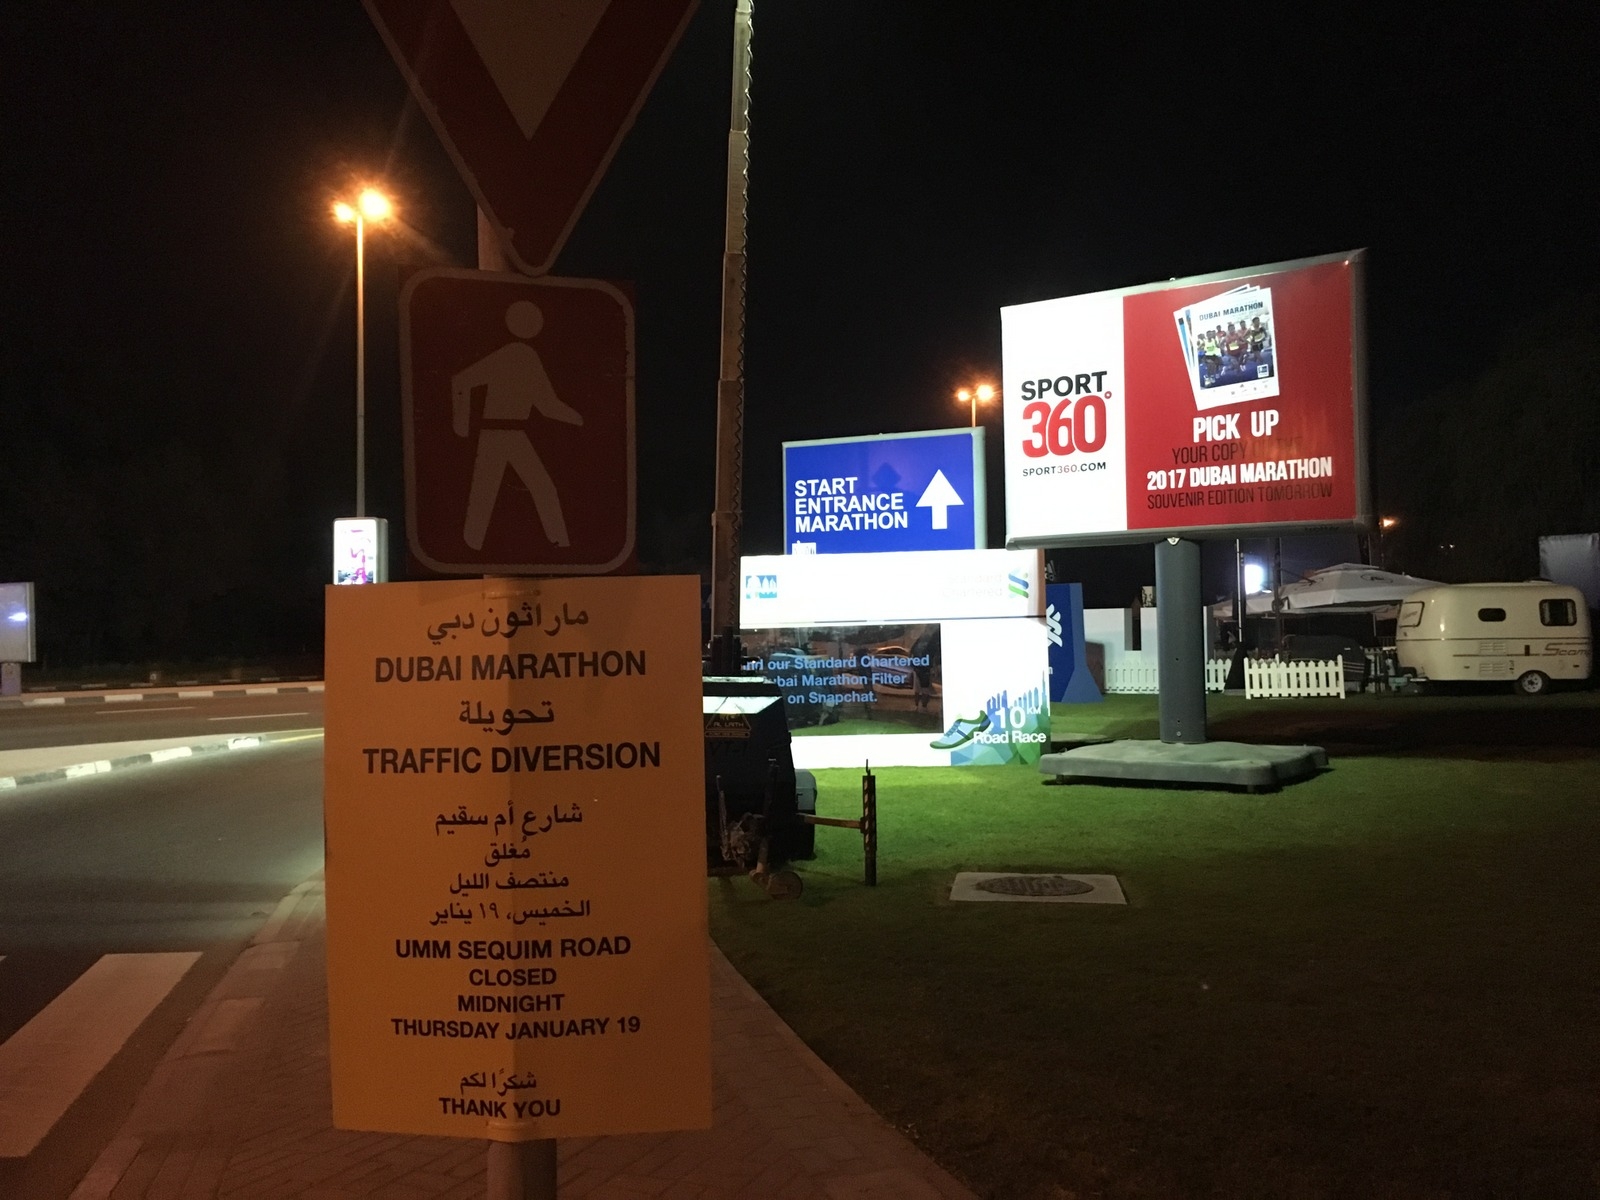 ماراثون دبي
DUBAI MARATHON
تحويلة
TRAFFIC DIVERSION
شارع أم سقيم
مُغلق
منتصف الليل
الخميس، ١٩ يناير
UMM SEQUIM ROAD
CLOSED
MIDNIGHT
THURSDAY JANUARY 19
شكرًا لكم
THANK YOU
START
ENTRANCE
MARATHON
our Standard Chartered
Marathon Filter
on Snapchat.
10 KM
Road Race
SPORT
360°
SPORT360.COM
DUBAI MARATHON
PICK UP
YOUR COPY
2017 DUBAI MARATHON
SOUVENIR EDITION TOMORROW